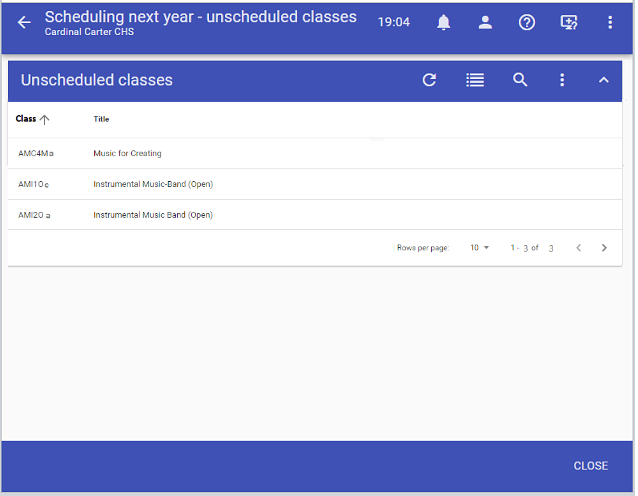 Scheduling next year - unscheduled classes
Cardinal Carter CHS
19:04
Unscheduled classes
Class Title
AMC4Ma Music for Creating
AMI1Oc Instrumental Music-Band (Open)
AMI2O a Instrumental Music Band (Open)
Rows per page: 10 1 - 3 of 3
CLOSE